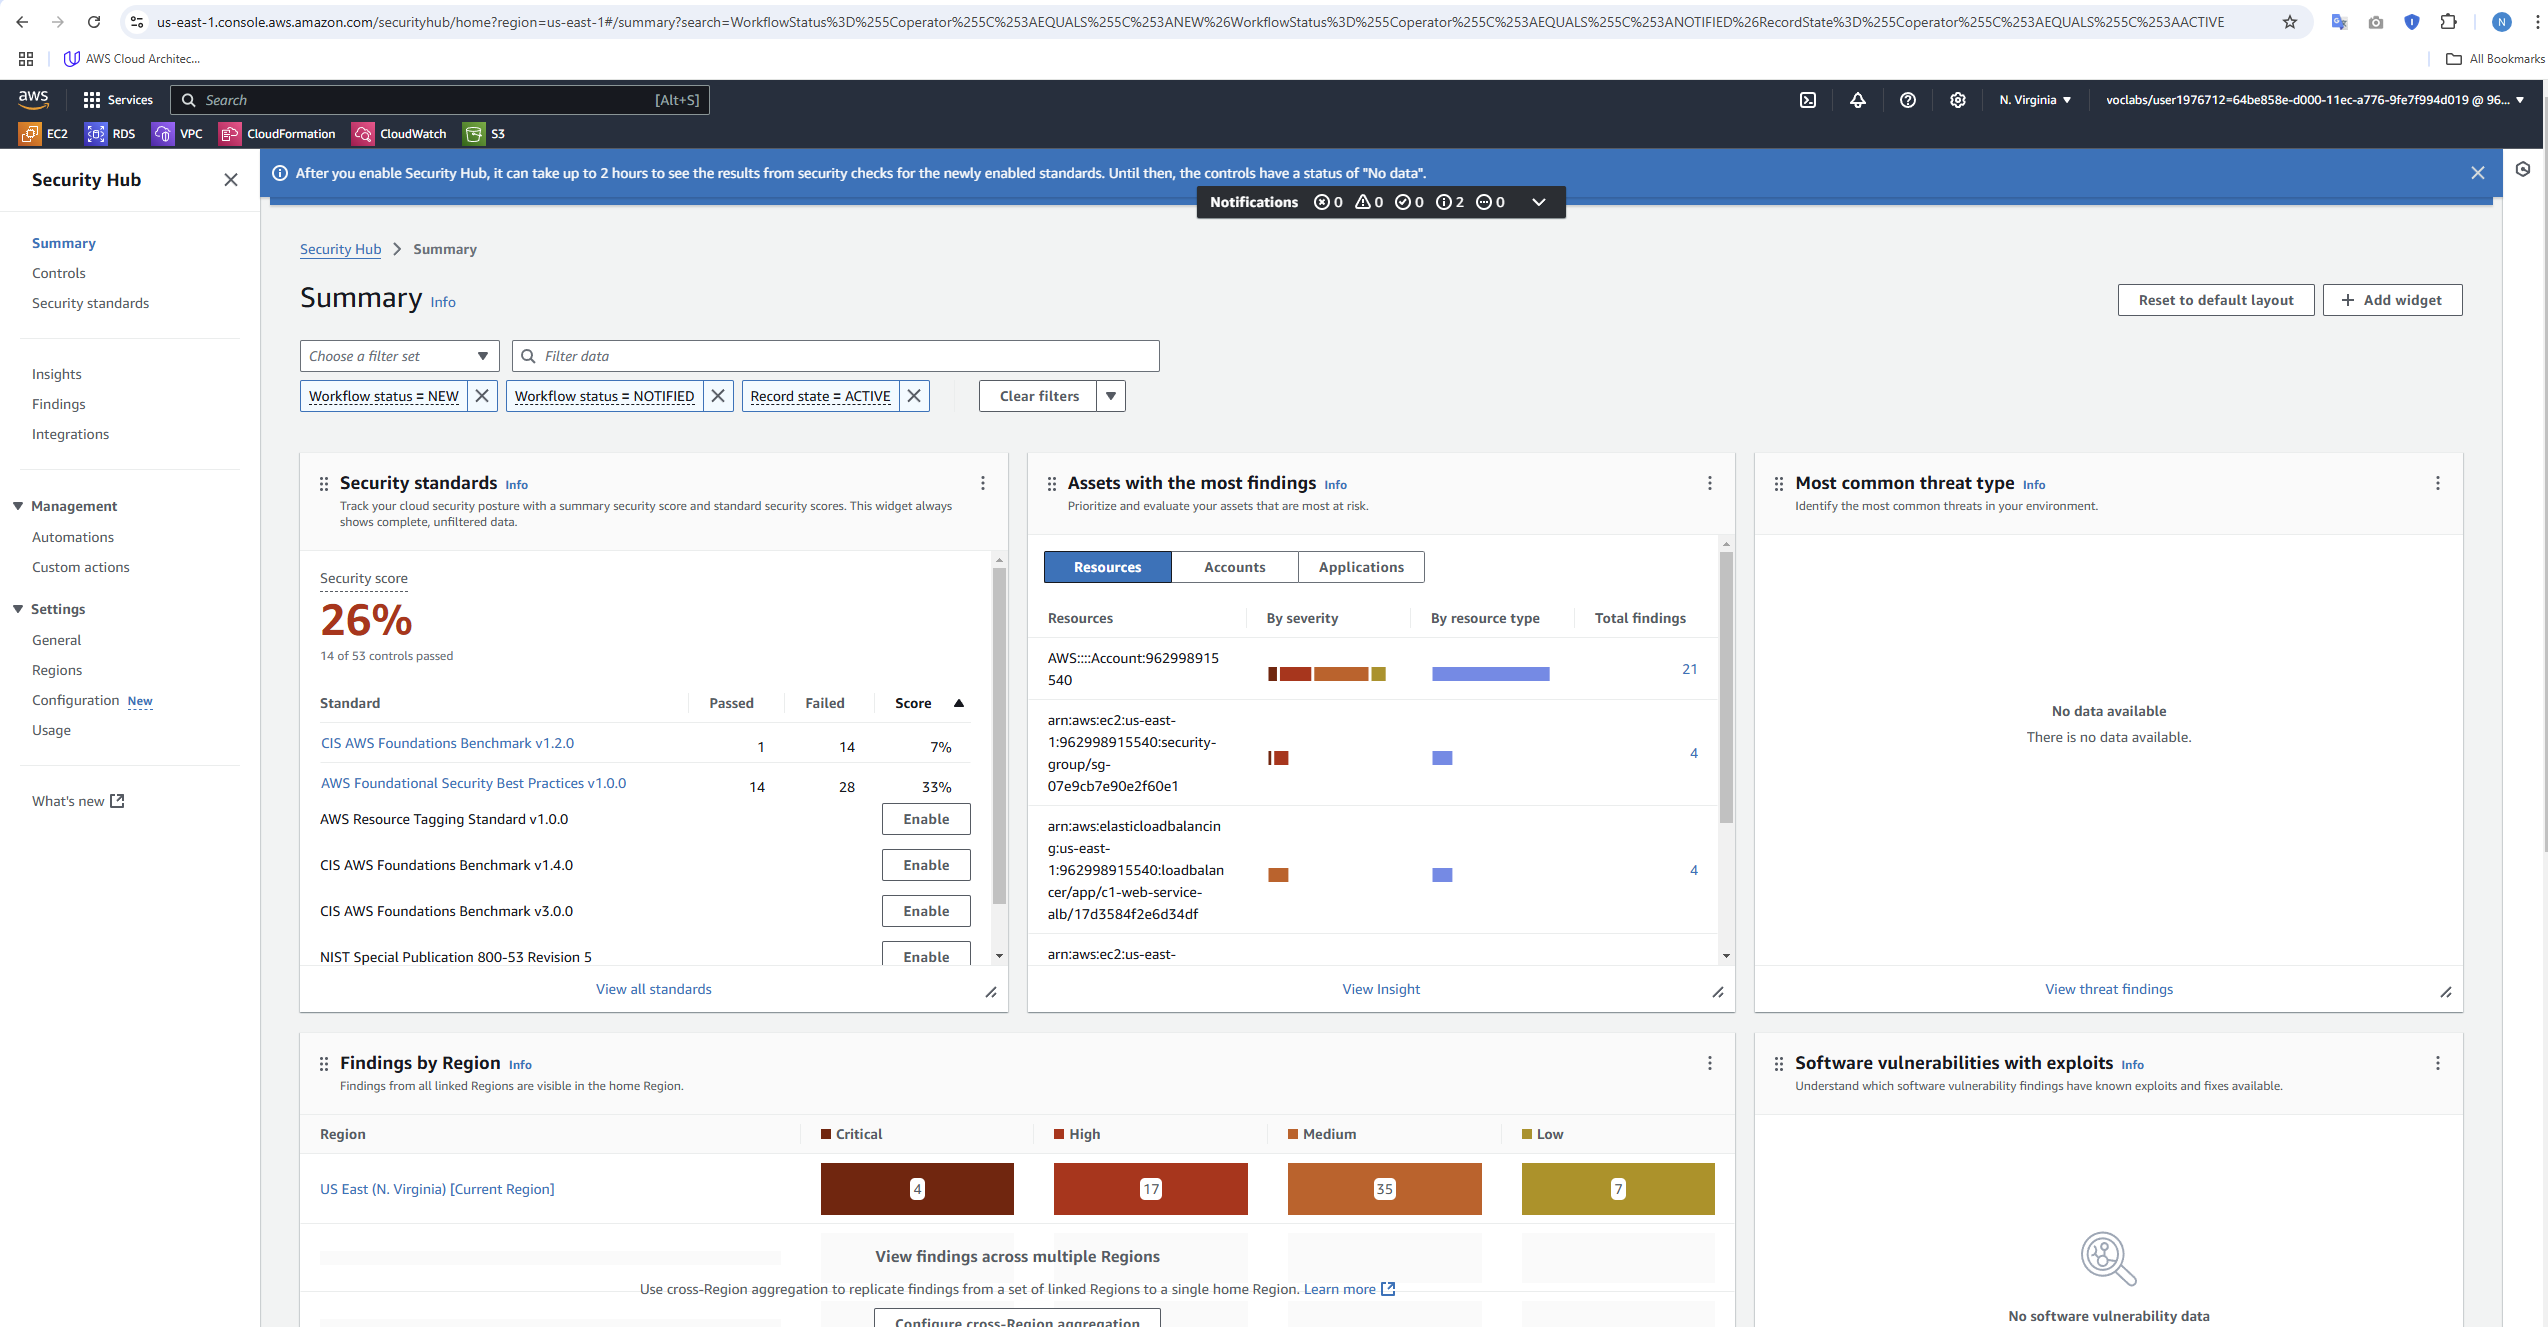 us-east-1.console.aws.amazon.com/securityhub/home?region=us-east-1#/summary?search=WorkflowStatus%3D%255Coperator%255C%253AEQUALS%255C%253ANEW%26WorkflowStatus%3D%255Coperator%255C%253AEQUALS%255C%253ANOTIFIED%26RecordState%3D%255Coperator%255C%253AEQUALS%255C%253AACTIVE
N
AWS Cloud Architec...
All Bookmarks
aws
Services
Search
[Alt+S]
N. Virginia
voclabs/user1976712=64be858e-d000-11ec-a776-9fe7f994d019 @ 96...
EC2
RDS
VPC
CloudFormation
CloudWatch
S3
Security Hub
After you enable Security Hub, it can take up to 2 hours to see the results from security checks for the newly enabled standards. Until then, the controls have a status of "No data".
Notifications 0 0 0 2 0
Summary
Controls
Security standards
Insights
Findings
Integrations
Management
Automations
Custom actions
Settings
General
Regions
Configuration New
Usage
What's new
Security Hub
Summary
Summary Info
Reset to default layout
Add widget
Choose a filter set
Filter data
Workflow status = NEW
Workflow status = NOTIFIED
Record state = ACTIVE
Clear filters
Security standards Info
Track your cloud security posture with a summary security score and standard security scores. This widget always
shows complete, unfiltered data.
Security score
26%
14 of 53 controls passed
Standard Passed Failed Score
CIS AWS Foundations Benchmark v1.2.0 1 14 7%
AWS Foundational Security Best Practices v1.0.0 14 28 33%
AWS Resource Tagging Standard v1.0.0 Enable
CIS AWS Foundations Benchmark v1.4.0 Enable
CIS AWS Foundations Benchmark v3.0.0 Enable
NIST Special Publication 800-53 Revision 5 Enable
View all standards
Assets with the most findings Info
Prioritize and evaluate your assets that are most at risk.
Resources
Accounts
Applications
Resources By severity By resource type Total findings
AWS::::Account:962998915
540
21
arn:aws:ec2:us-east-
1:962998915540:security-
group/sg-
07e9cb7e90e2f60e1
4
arn:aws:elasticloadbalancin
g:us-east-
1:962998915540:loadbalan
cer/app/c1-web-service-
alb/17d3584f2e6d34df
4
arn:aws:ec2:us-east-
View Insight
Most common threat type Info
Identify the most common threats in your environment.
No data available
There is no data available.
View threat findings
Findings by Region Info
Findings from all linked Regions are visible in the home Region.
Region Critical High Medium Low
US East (N. Virginia) [Current Region] 4 17 35 7
View findings across multiple Regions
Use cross-Region aggregation to replicate findings from a set of linked Regions to a single home Region. Learn more
Configure cross-Region aggregation
Software vulnerabilities with exploits Info
Understand which software vulnerability findings have known exploits and fixes available.
No software vulnerability data